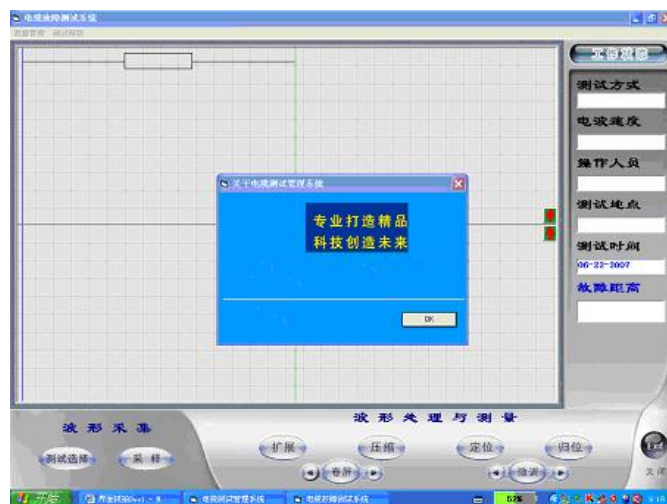 电缆故障测试系统
数据管理 测试帮助
工作状态
测试方式
电波速度
操作人员
测试地点
测试时间
06-22-2007
故障距离
关于电缆测试管理系统
专业打造精品
科技创造未来
OK
波形采集
波形处理与测量
测试选择
采样
扩展
压缩
定位
归位
卷屏
微调
Exit
开始
电缆测试管理系统
电缆故障测试系统
52%